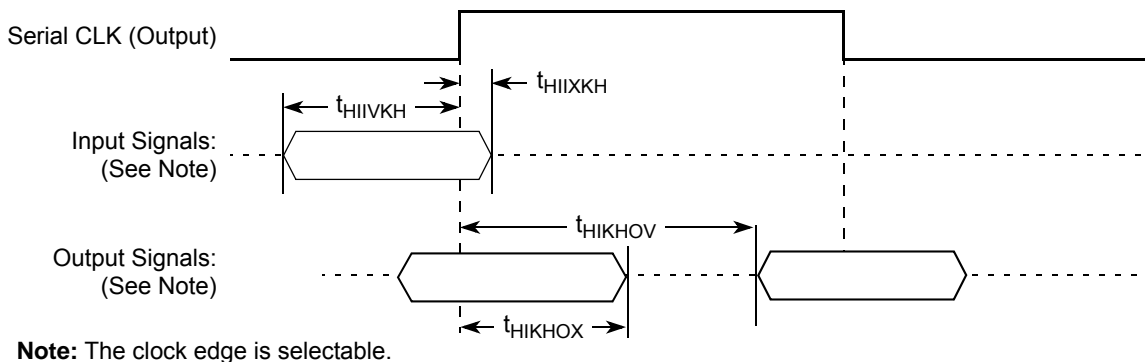 Serial CLK (Output)
tHIIXKH
tHIIVKH
Input Signals:
(See Note)
tHIKHOV
Output Signals:
(See Note)
tHIKHOX
Note: The clock edge is selectable.